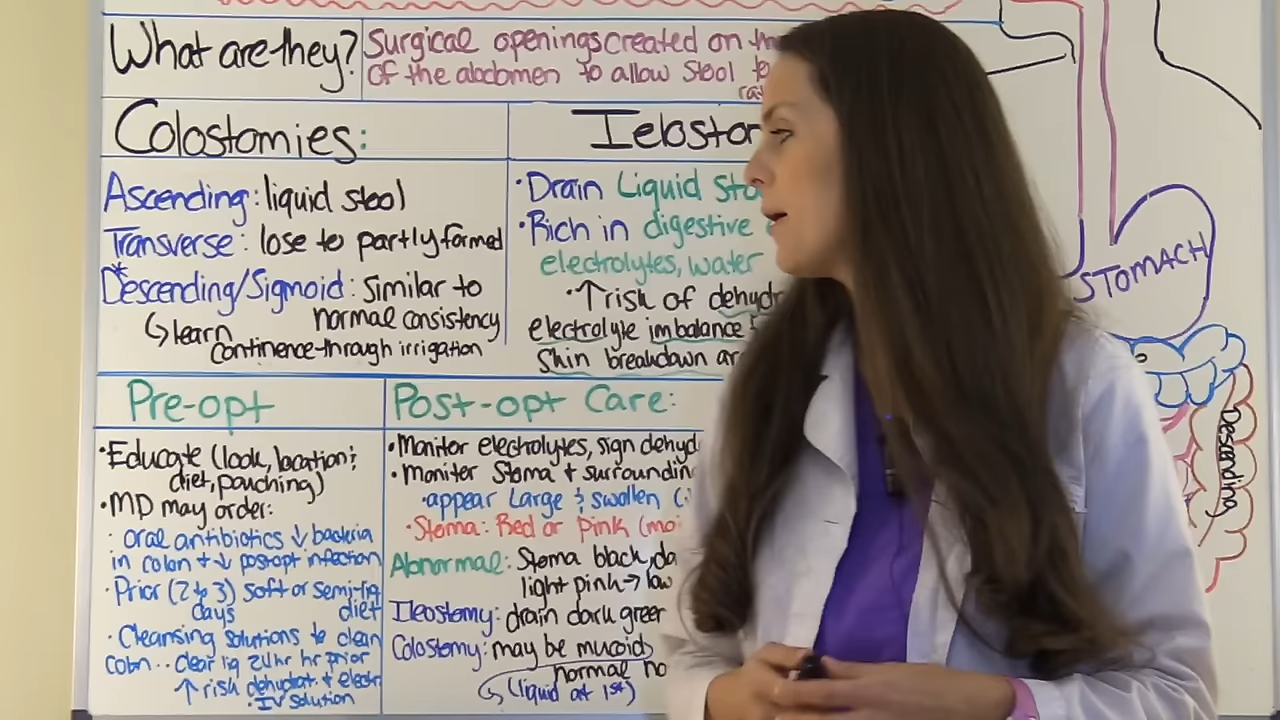 What are they?
Surgical openings created on
of the abdomen to allow stool
Colostomies:
Ascending: liquid stool
Transverse: lose to partly formed
*Descending/Sigmoid: Similar to
normal consistency
↳ learn
continence-through irrigation
Ielostom
• Drain Liquid sto
• Rich in digestive
electrolytes, water
• ↑ risk of dehydr
electrolyte imbalance
Skin breakdown
Pre-opt
• Educate (look, location,
diet, pouching)
• MD may order:
· oral antibiotics ↓ bacteria
in colon + ↓ postopt infection
· Prior (2 to 3) soft or semi-liq
days diet
· Cleansing solutions to clean
colon.. clear liq 24hr hr prior
↑ risk dehydrat. + electr
· IV solution
Post-opt Care:
• Monitor electrolytes, sign dehyd
• Monitor Stoma + surroundin
• appear Large & swollen
• Stoma: Red or Pink (moi
Abnormal: Stoma black, da
light pink → low
Ileostomy: drain dark green
Colostomy: may be mucoid
normal
↳ (liquid at 1st)
STOMACH
Descending